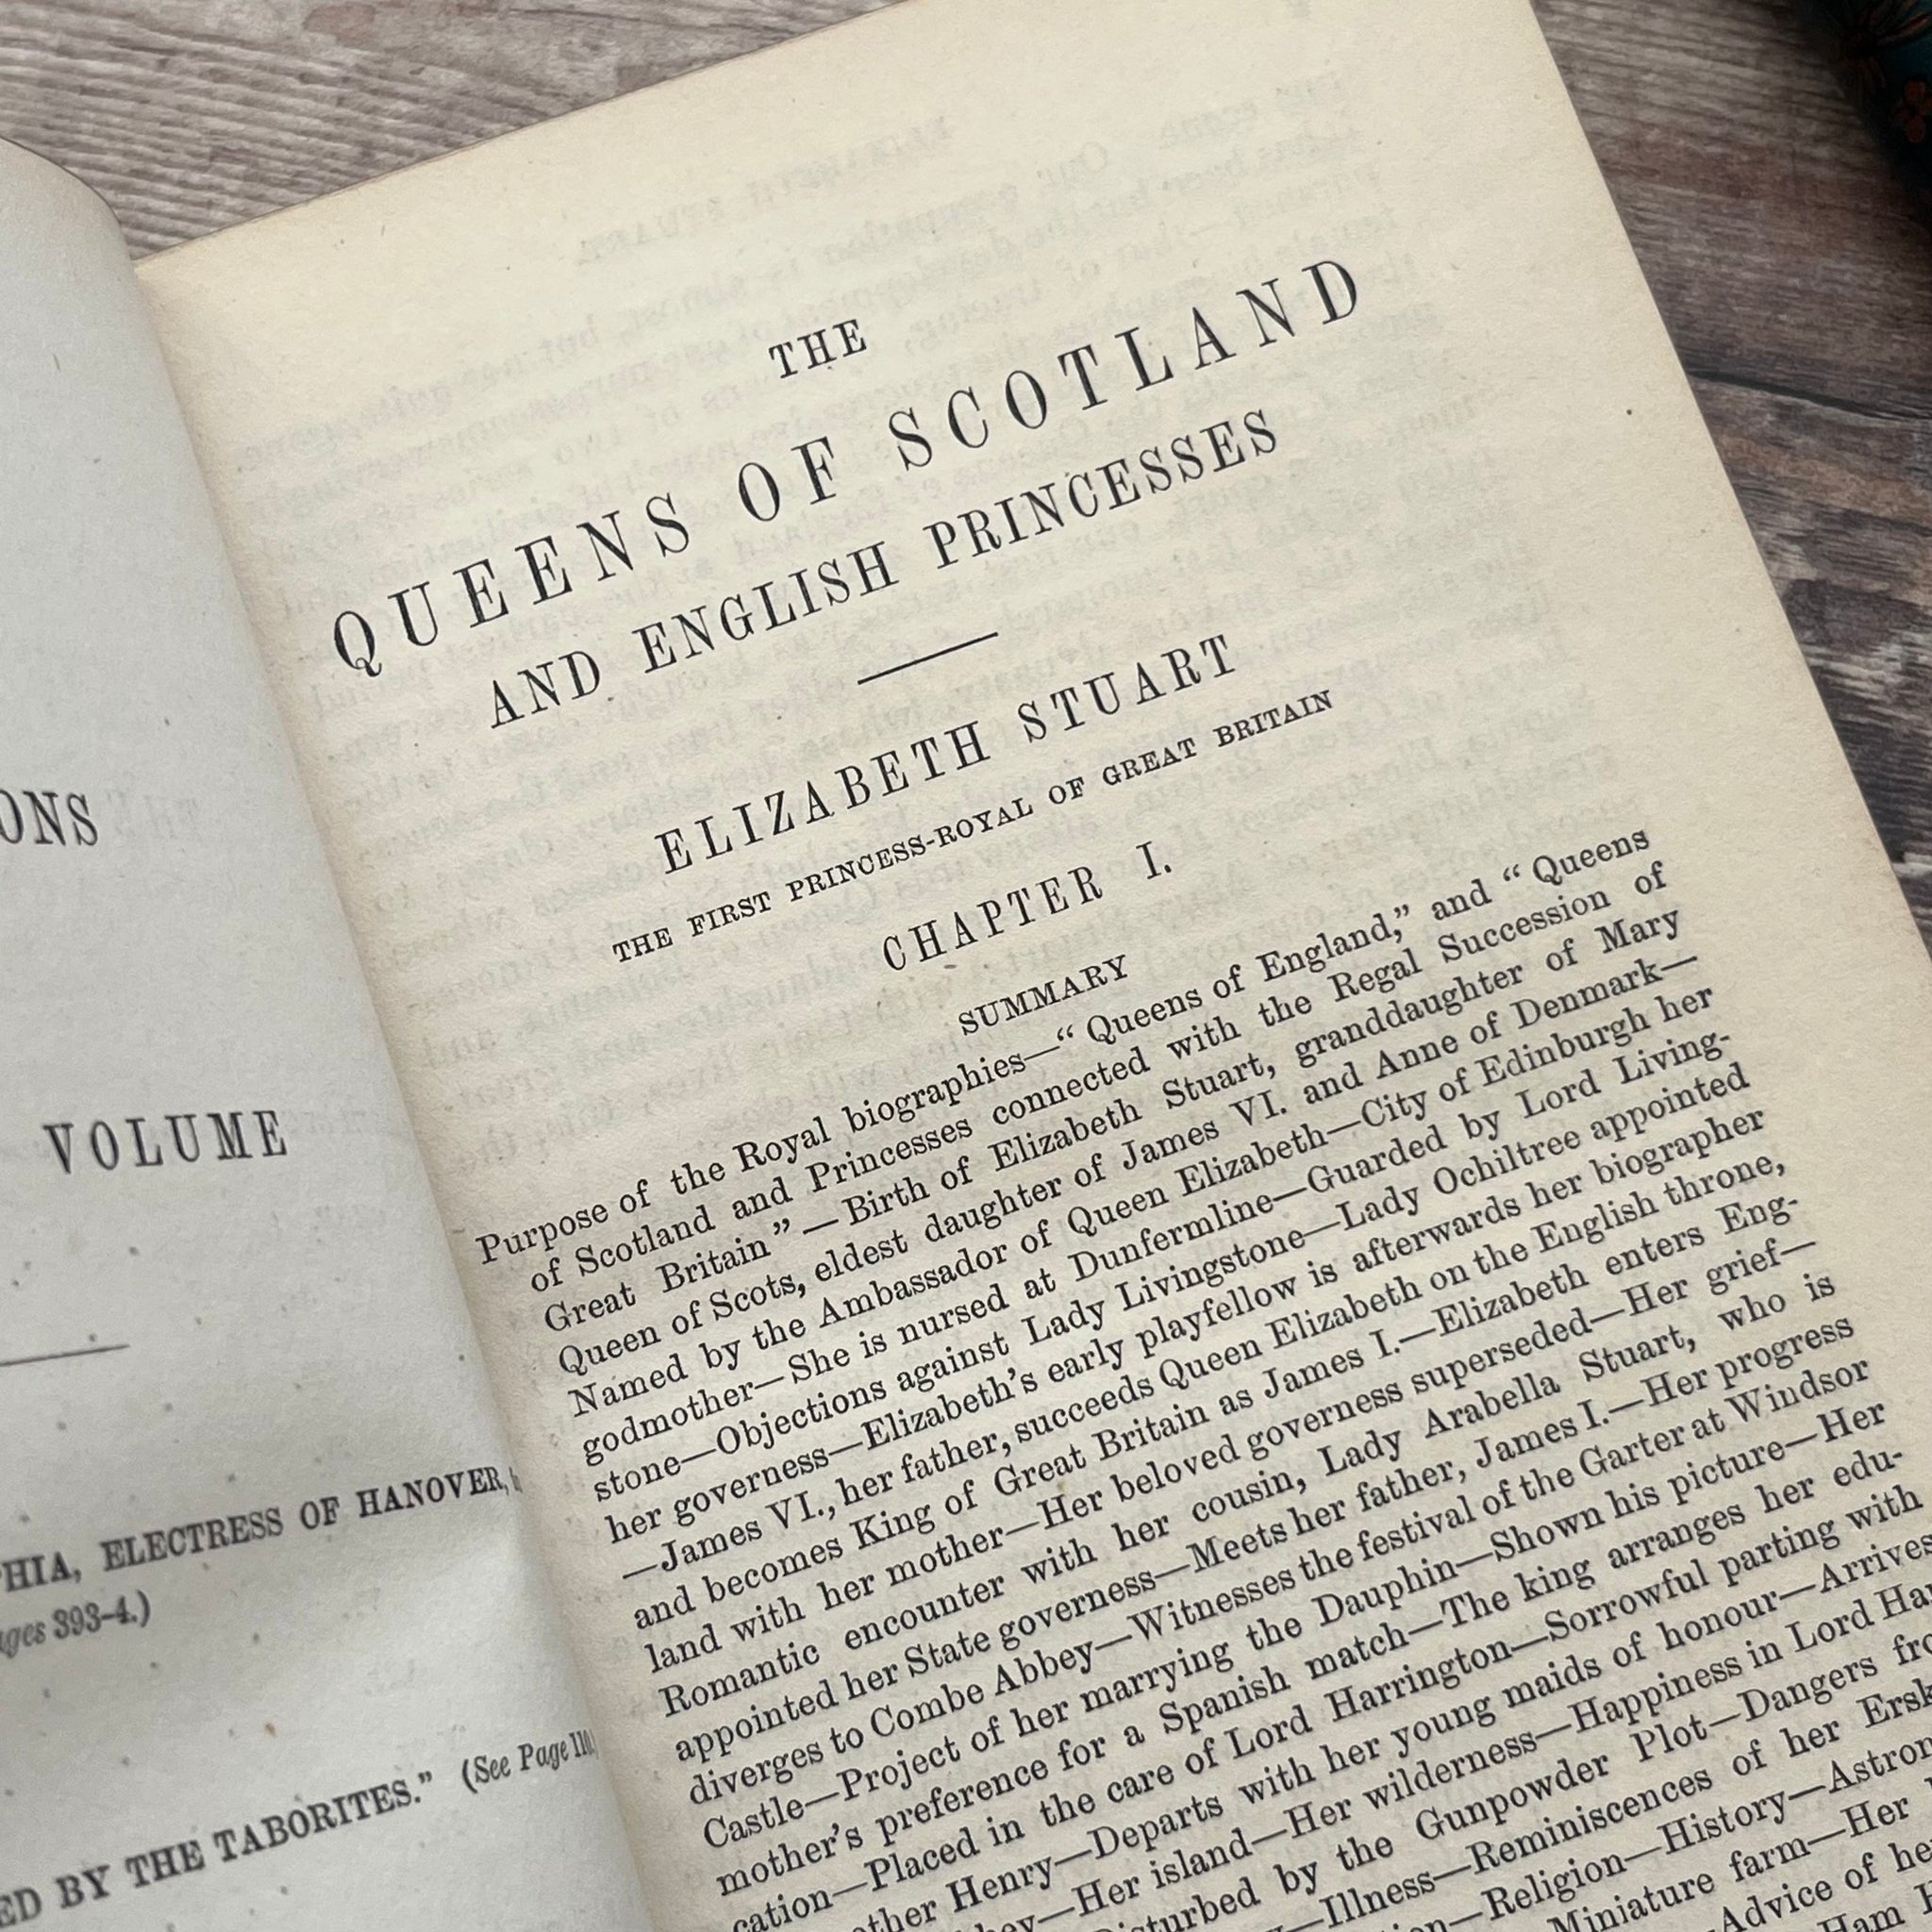 ONS
VOLUME
PHIA, ELECTRESS OF HANOVER,
ages 393-4.)
ED BY THE TABORITES.” (See Page 110.)
THE
QUEENS OF SCOTLAND
AND ENGLISH PRINCESSES
ELIZABETH STUART
THE FIRST PRINCESS-ROYAL OF GREAT BRITAIN
CHAPTER I.
SUMMARY
Purpose of the Royal biographies—“ Queens of England,” and “ Queens
of Scotland and Princesses connected with the Regal Succession of
Great Britain”—Birth of Elizabeth Stuart, granddaughter of Mary
Queen of Scots, eldest daughter of James VI. and Anne of Denmark—
Named by the Ambassador of Queen Elizabeth—City of Edinburgh her
godmother—She is nursed at Dunfermline—Guarded by Lord Living-
stone—Objections against Lady Livingstone—Lady Ochiltree appointed
her governess—Elizabeth’s early playfellow is afterwards her biographer
—James VI., her father, succeeds Queen Elizabeth on the English throne,
and becomes King of Great Britain as James I.—Elizabeth enters Eng-
land with her mother—Her beloved governess superseded—Her grief—
Romantic encounter with her cousin, Lady Arabella Stuart, who is
appointed her State governess—Meets her father, James I.—Her progress
diverges to Combe Abbey—Witnesses the festival of the Garter at Windsor
Castle—Project of her marrying the Dauphin—Shown his picture—Her
mother’s preference for a Spanish match—The king arranges her edu-
cation—Placed in the care of Lord Harrington—Sorrowful parting with
other Henry—Departs with her young maids of honour—Arrives
bey—Her island—Her wilderness—Happiness in Lord Har
Disturbed by the Gunpowder Plot—Dangers fro
—Illness—Reminiscences of her Ersk
on—Religion—History—Astron
Miniature farm—Her
Advice of he
Ham